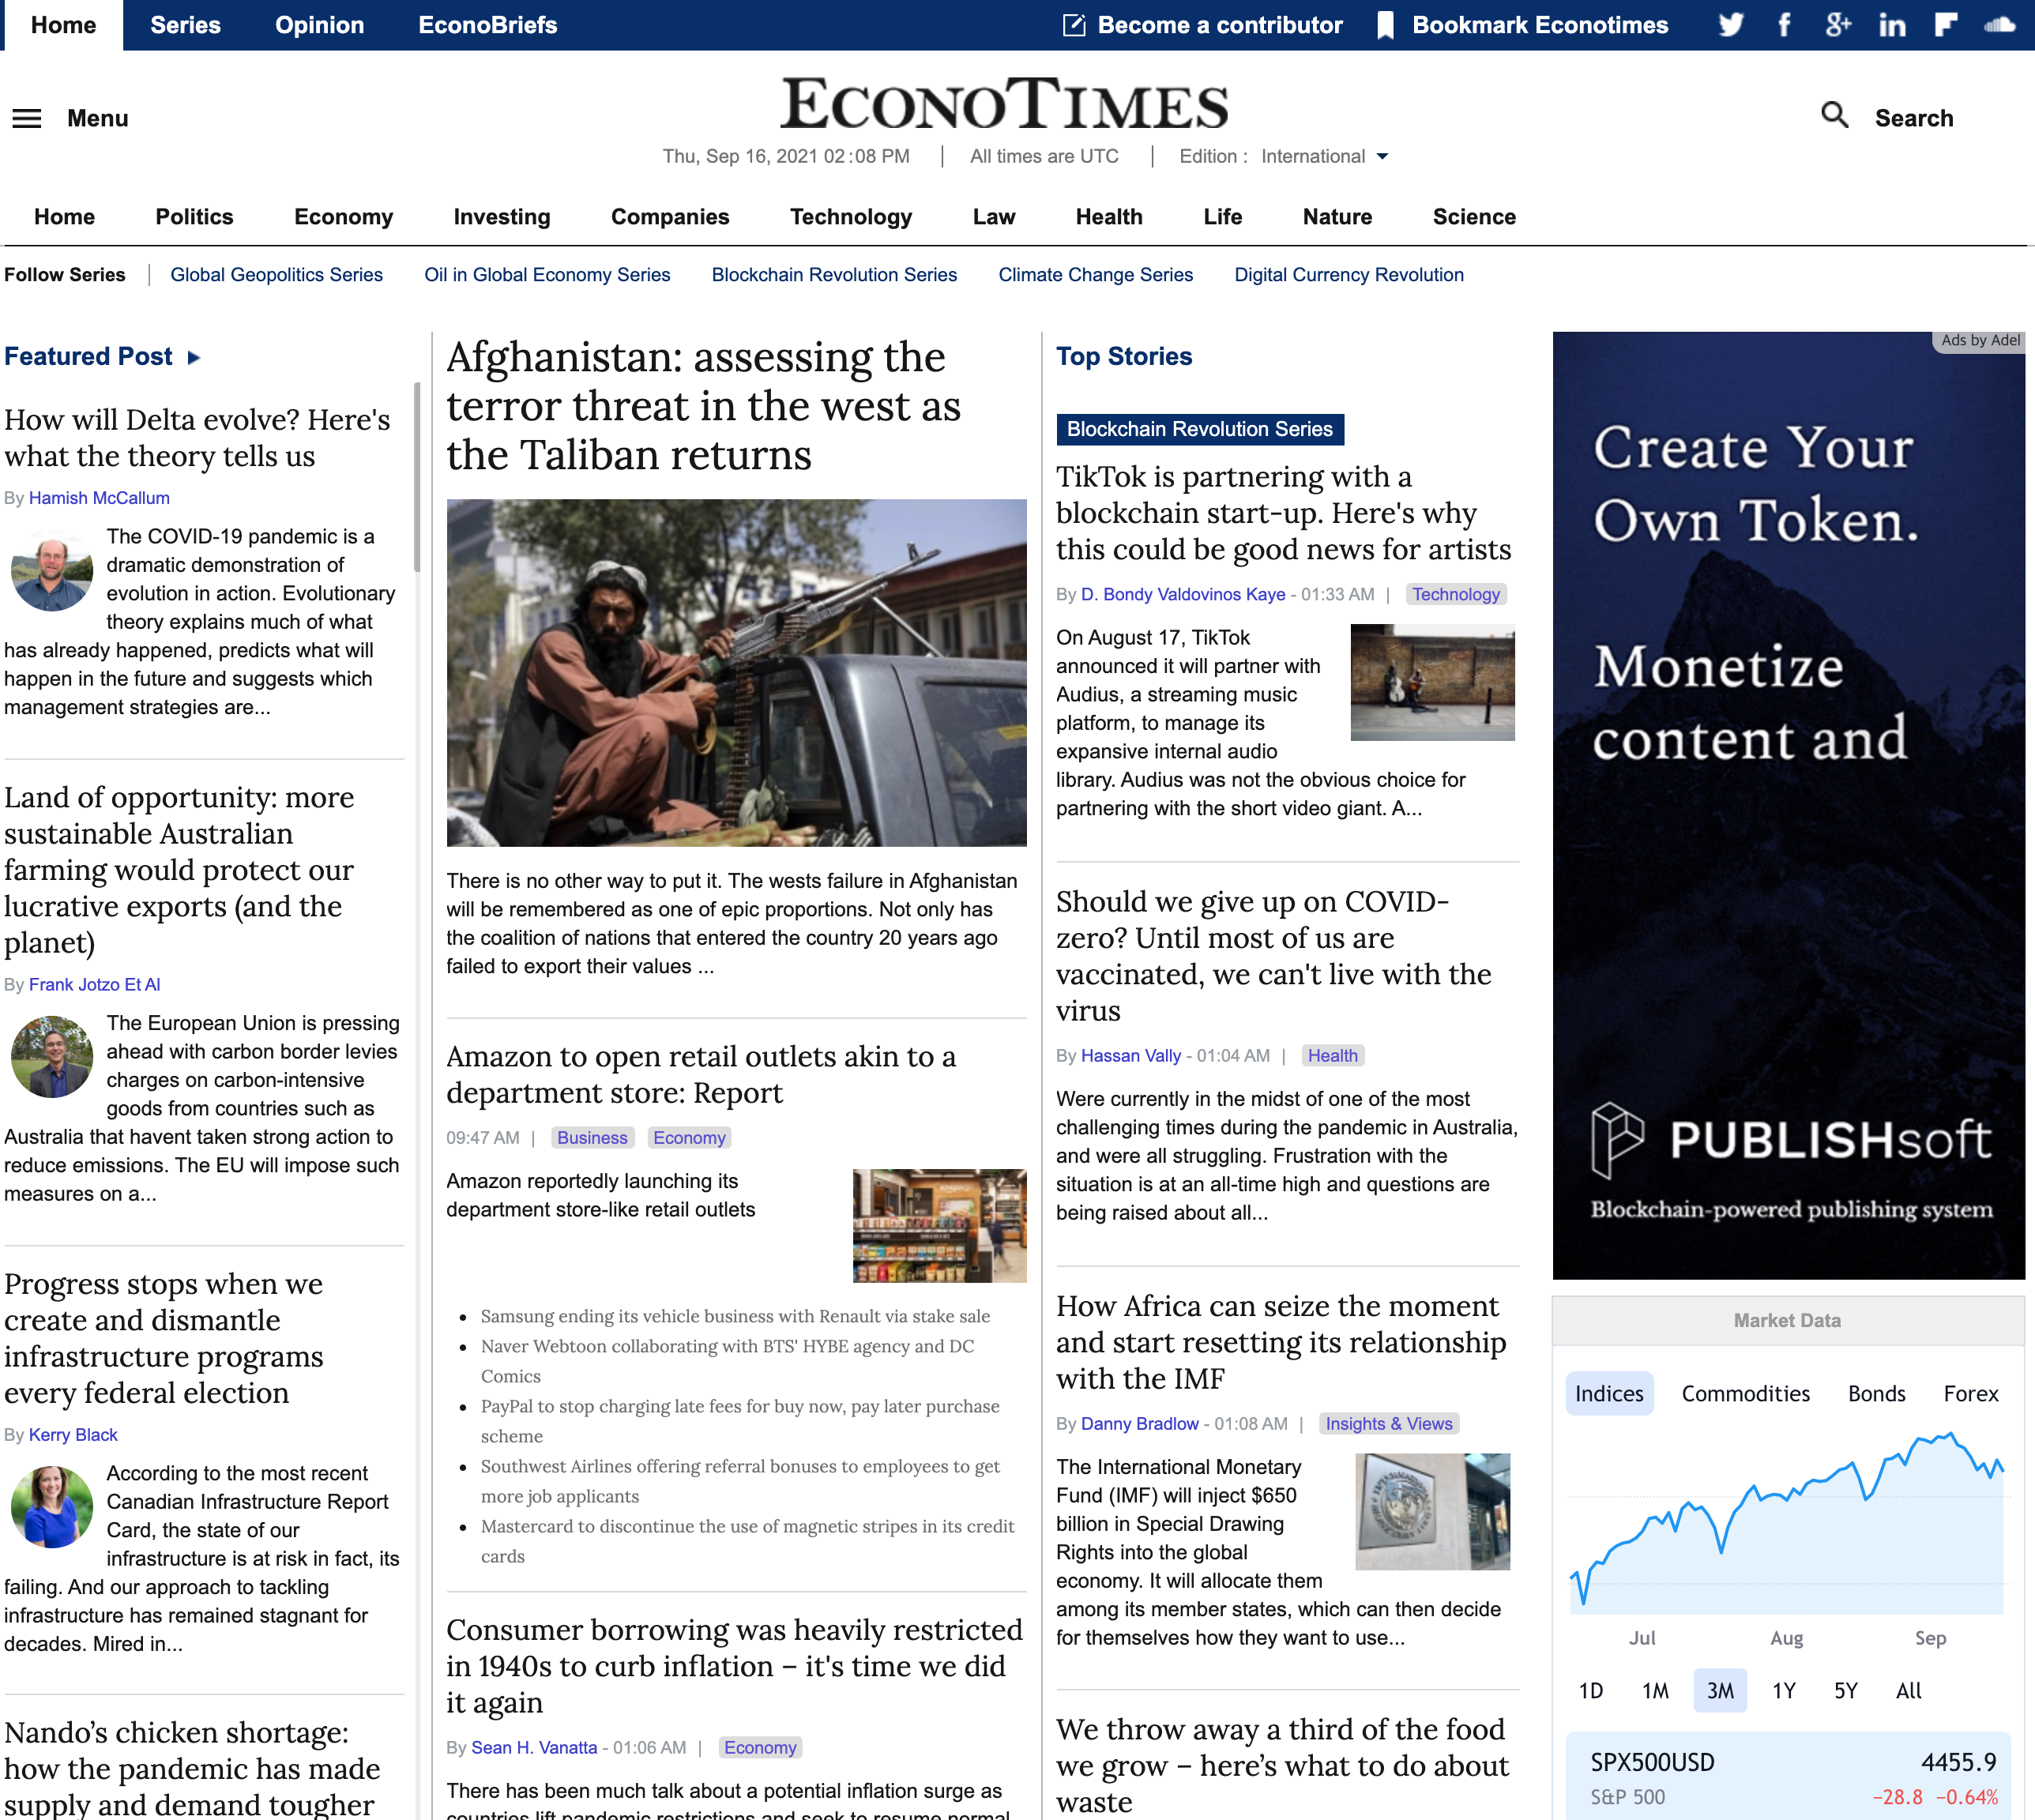 Home Series Opinion EconoBriefs Become a contributor Bookmark Econotimes
Menu
ECONOTIMES
Search
Thu, Sep 16, 2021 02:08 PM | All times are UTC | Edition : International
Home Politics Economy Investing Companies Technology Law Health Life Nature Science
Follow Series | Global Geopolitics Series Oil in Global Economy Series Blockchain Revolution Series Climate Change Series Digital Currency Revolution
Featured Post
How will Delta evolve? Here's
what the theory tells us
By Hamish McCallum
The COVID-19 pandemic is a
dramatic demonstration of
evolution in action. Evolutionary
theory explains much of what
has already happened, predicts what will
happen in the future and suggests which
management strategies are...
Land of opportunity: more
sustainable Australian
farming would protect our
lucrative exports (and the
planet)
By Frank Jotzo Et Al
The European Union is pressing
ahead with carbon border levies
charges on carbon-intensive
goods from countries such as
Australia that havent taken strong action to
reduce emissions. The EU will impose such
measures on a...
Progress stops when we
create and dismantle
infrastructure programs
every federal election
By Kerry Black
According to the most recent
Canadian Infrastructure Report
Card, the state of our
infrastructure is at risk in fact, its
failing. And our approach to tackling
infrastructure has remained stagnant for
decades. Mired in...
Nando’s chicken shortage:
how the pandemic has made
supply and demand tougher
Afghanistan: assessing the
terror threat in the west as
the Taliban returns
There is no other way to put it. The wests failure in Afghanistan
will be remembered as one of epic proportions. Not only has
the coalition of nations that entered the country 20 years ago
failed to export their values ...
Amazon to open retail outlets akin to a
department store: Report
09:47 AM | Business Economy
Amazon reportedly launching its
department store-like retail outlets
Samsung ending its vehicle business with Renault via stake sale
Naver Webtoon collaborating with BTS' HYBE agency and DC
Comics
PayPal to stop charging late fees for buy now, pay later purchase
scheme
Southwest Airlines offering referral bonuses to employees to get
more job applicants
Mastercard to discontinue the use of magnetic stripes in its credit
cards
Consumer borrowing was heavily restricted
in 1940s to curb inflation – it's time we did
it again
By Sean H. Vanatta - 01:06 AM | Economy
There has been much talk about a potential inflation surge as
countries lift pandemic restrictions and seek to resume normal
Top Stories
Blockchain Revolution Series
TikTok is partnering with a
blockchain start-up. Here's why
this could be good news for artists
By D. Bondy Valdovinos Kaye - 01:33 AM | Technology
On August 17, TikTok
announced it will partner with
Audius, a streaming music
platform, to manage its
expansive internal audio
library. Audius was not the obvious choice for
partnering with the short video giant. A...
Should we give up on COVID-
zero? Until most of us are
vaccinated, we can't live with the
virus
By Hassan Vally - 01:04 AM | Health
Were currently in the midst of one of the most
challenging times during the pandemic in Australia,
and were all struggling. Frustration with the
situation is at an all-time high and questions are
being raised about all...
How Africa can seize the moment
and start resetting its relationship
with the IMF
By Danny Bradlow - 01:08 AM | Insights & Views
The International Monetary
Fund (IMF) will inject $650
billion in Special Drawing
Rights into the global
economy. It will allocate them
among its member states, which can then decide
for themselves how they want to use...
We throw away a third of the food
we grow – here’s what to do about
waste
Ads by Adel
Create Your
Own Token.
Monetize
content and
PUBLISHsoft
Blockchain-powered publishing system
Market Data
Indices Commodities Bonds Forex
Jul Aug Sep
1D 1M 3M 1Y 5Y All
SPX500USD 4455.9
S&P 500 −28.8 −0.64%